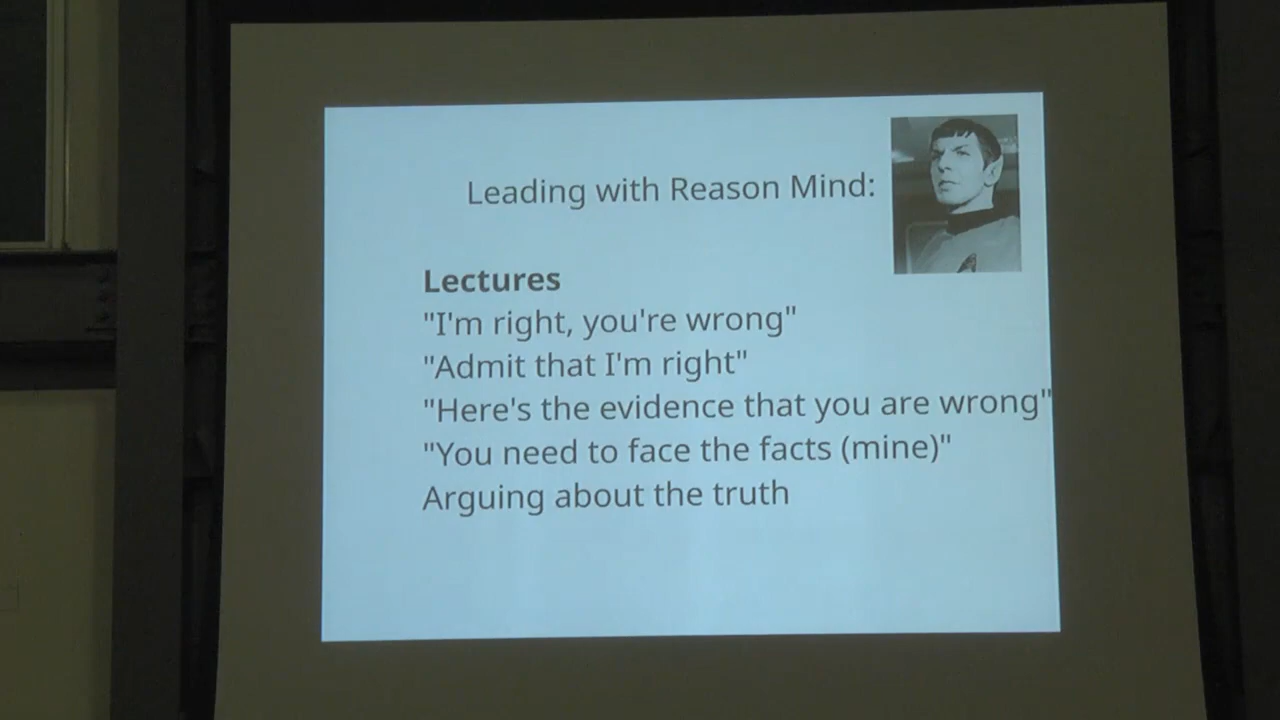 Leading with Reason Mind:
Lectures
"I'm right, you're wrong"
"Admit that I'm right"
"Here's the evidence that you are wrong"
"You need to face the facts (mine)"
Arguing about the truth